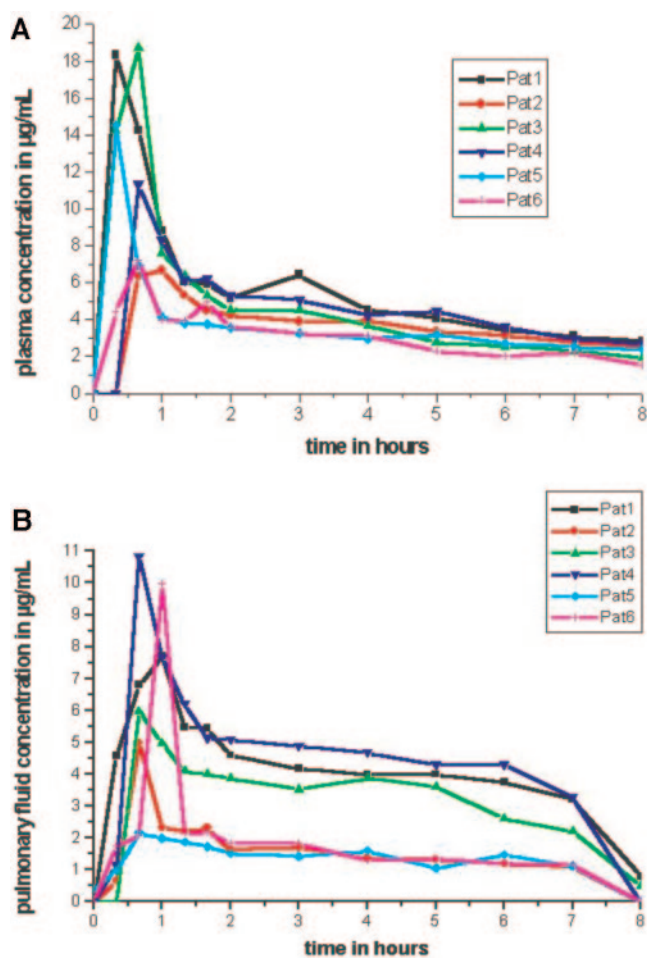 A
20
18
16
14
12
10
8
6
4
2
0
plasma concentration in µg/mL
Pat1
Pat2
Pat3
Pat4
Pat5
Pat6
0 1 2 3 4 5 6 7 8
time in hours
B
11
10
9
8
7
6
5
4
3
2
1
0
pulmonary fluid concentration in µg/mL
Pat1
Pat2
Pat3
Pat4
Pat5
Pat6
0 1 2 3 4 5 6 7 8
time in hours